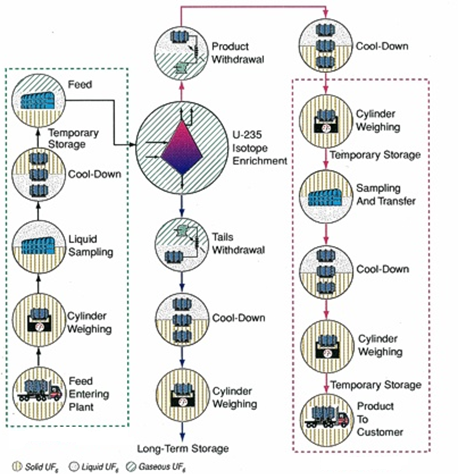 Product
Withdrawal
Cool-Down
Feed
U-235
Isotope
Enrichment
Cylinder
Weighing
Temporary
Storage
Temporary Storage
Cool-Down
Sampling
And Transfer
Liquid
Sampling
Tails
Withdrawal
Cool-Down
Cool-Down
Cylinder
Weighing
Cylinder
Weighing
Temporary Storage
Feed
Entering
Plant
Cylinder
Weighing
Product
To
Customer
Long-Term Storage
Solid UF6 Liquid UF6 Gaseous UF6